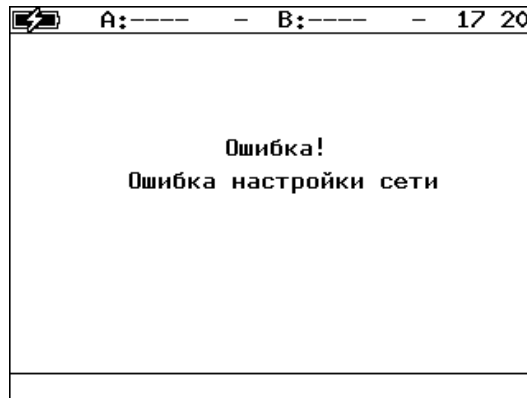 A:---- - B:---- - 17 20
Ошибка!
Ошибка настройки сети